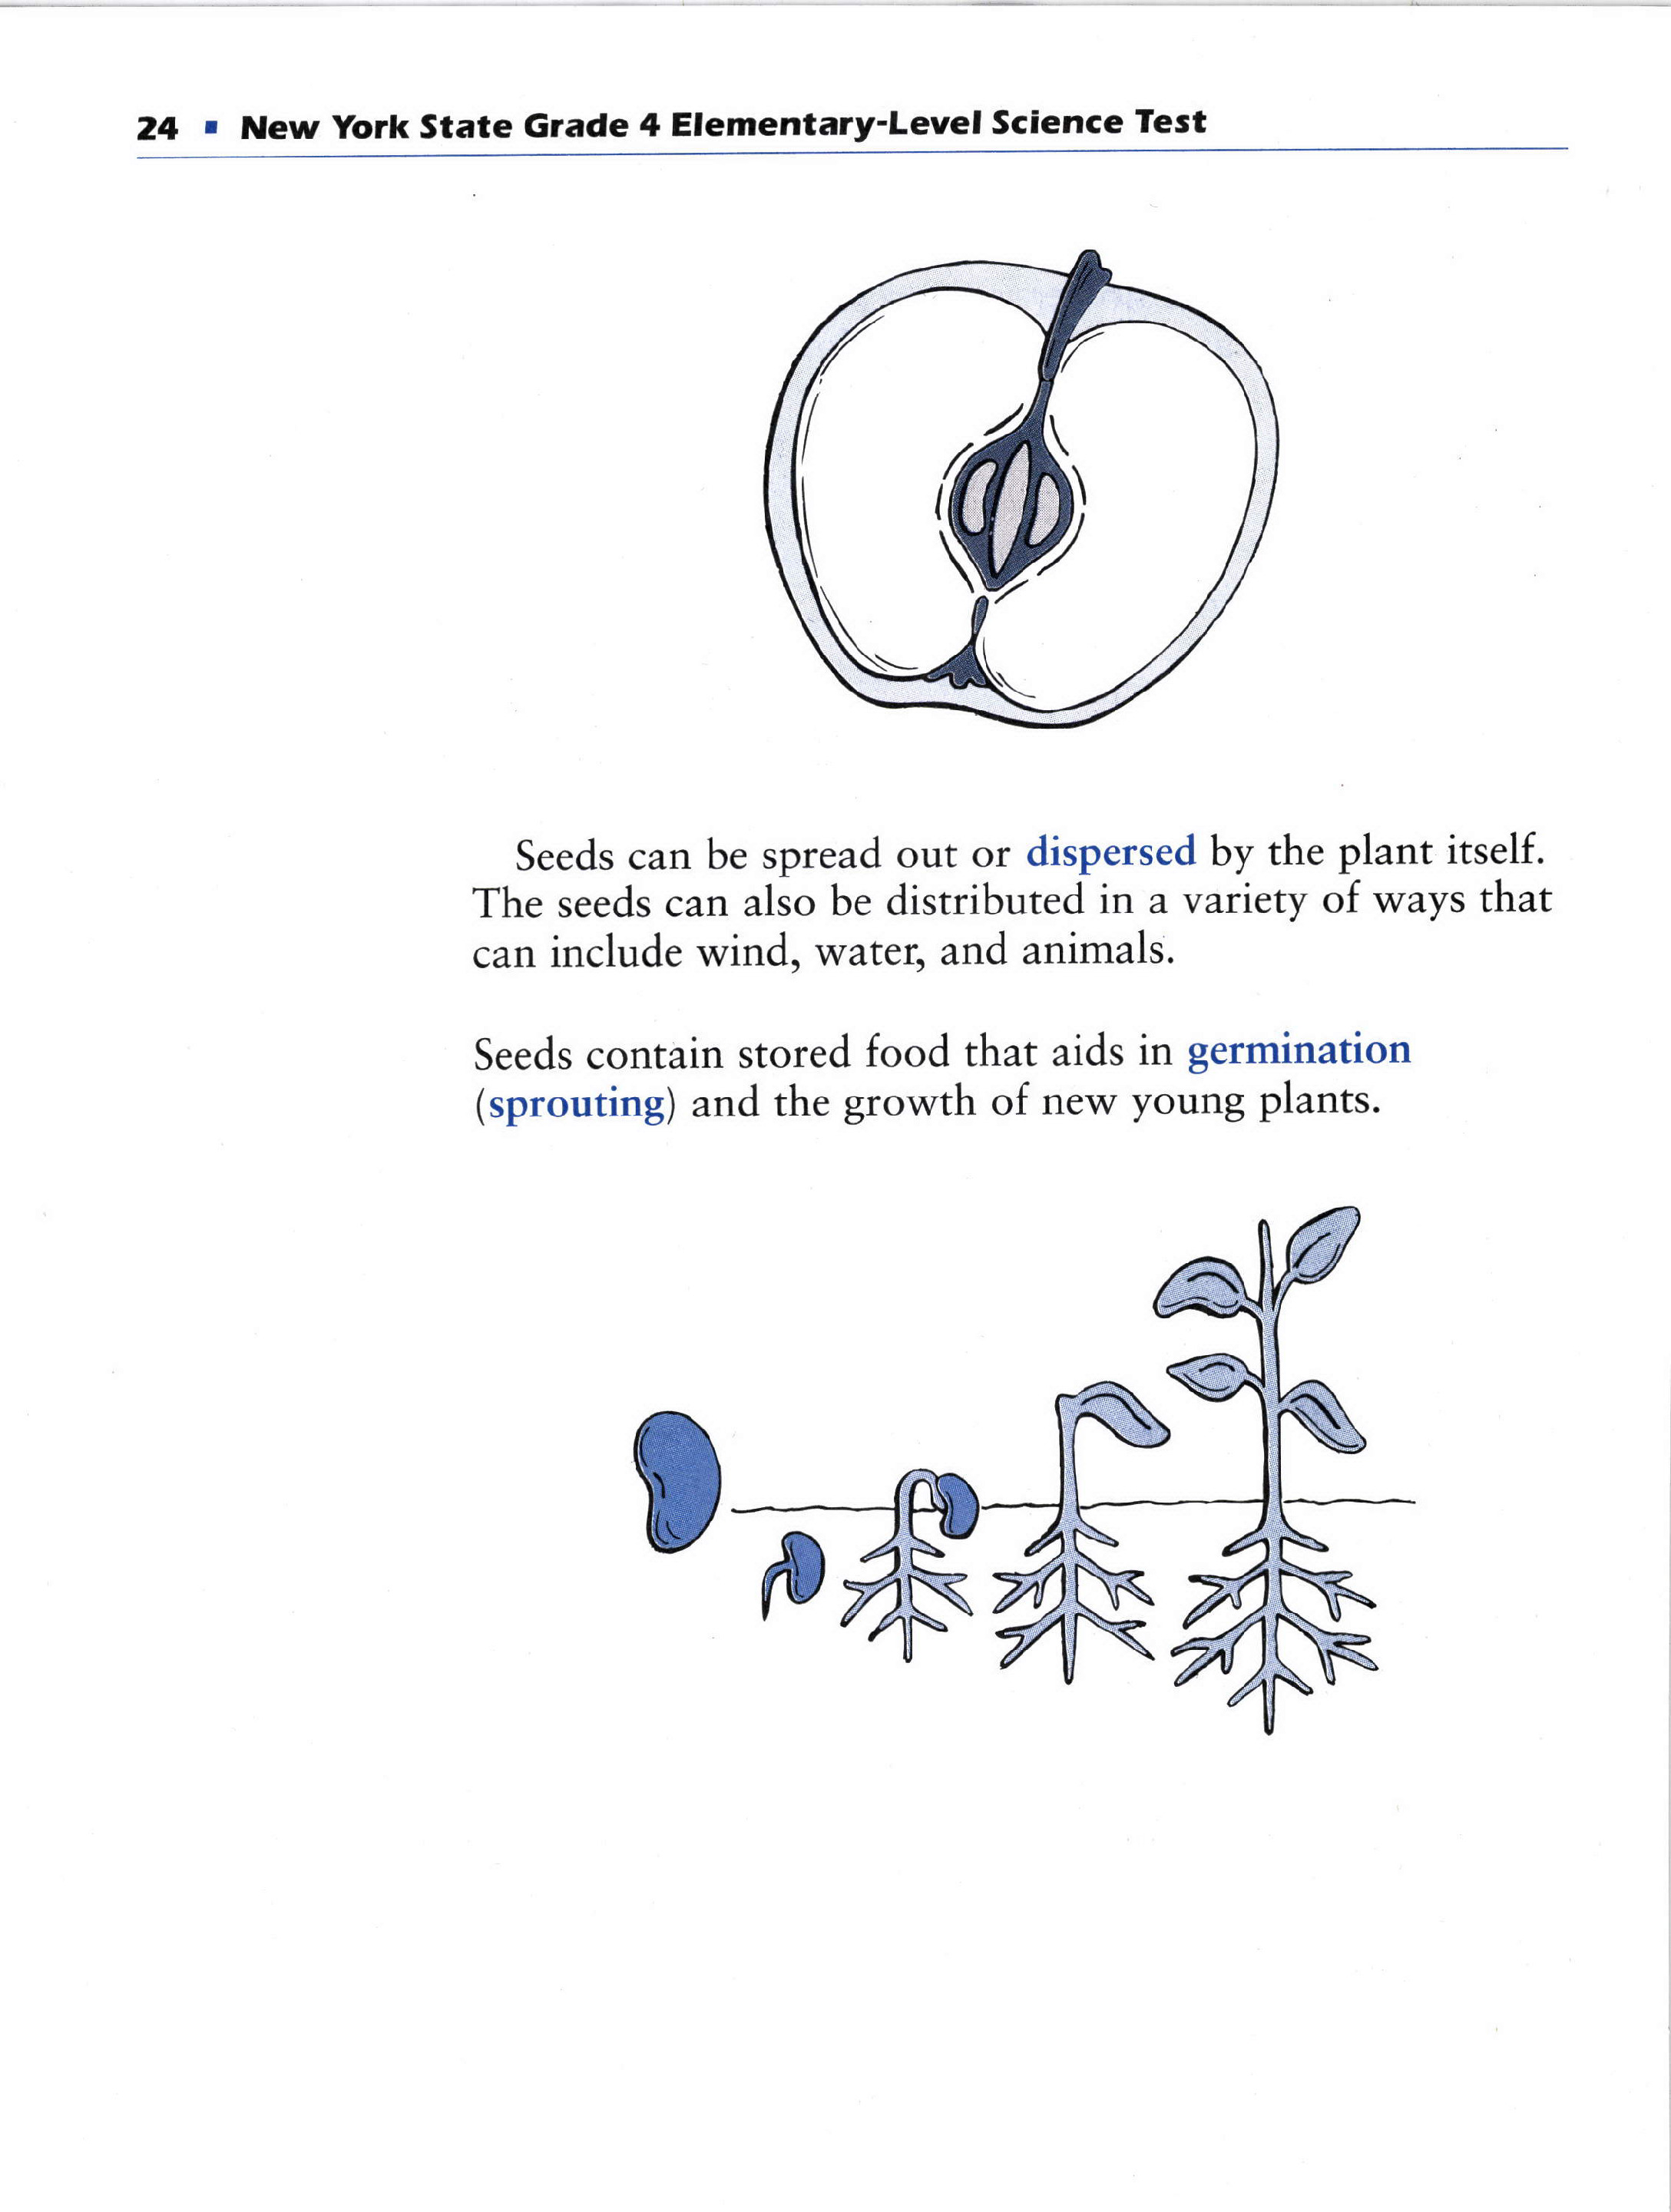 24 ▪ New York State Grade 4 Elementary-Level Science Test
Seeds can be spread out or dispersed by the plant itself.
The seeds can also be distributed in a variety of ways that
can include wind, water, and animals.
Seeds contain stored food that aids in germination
(sprouting) and the growth of new young plants.